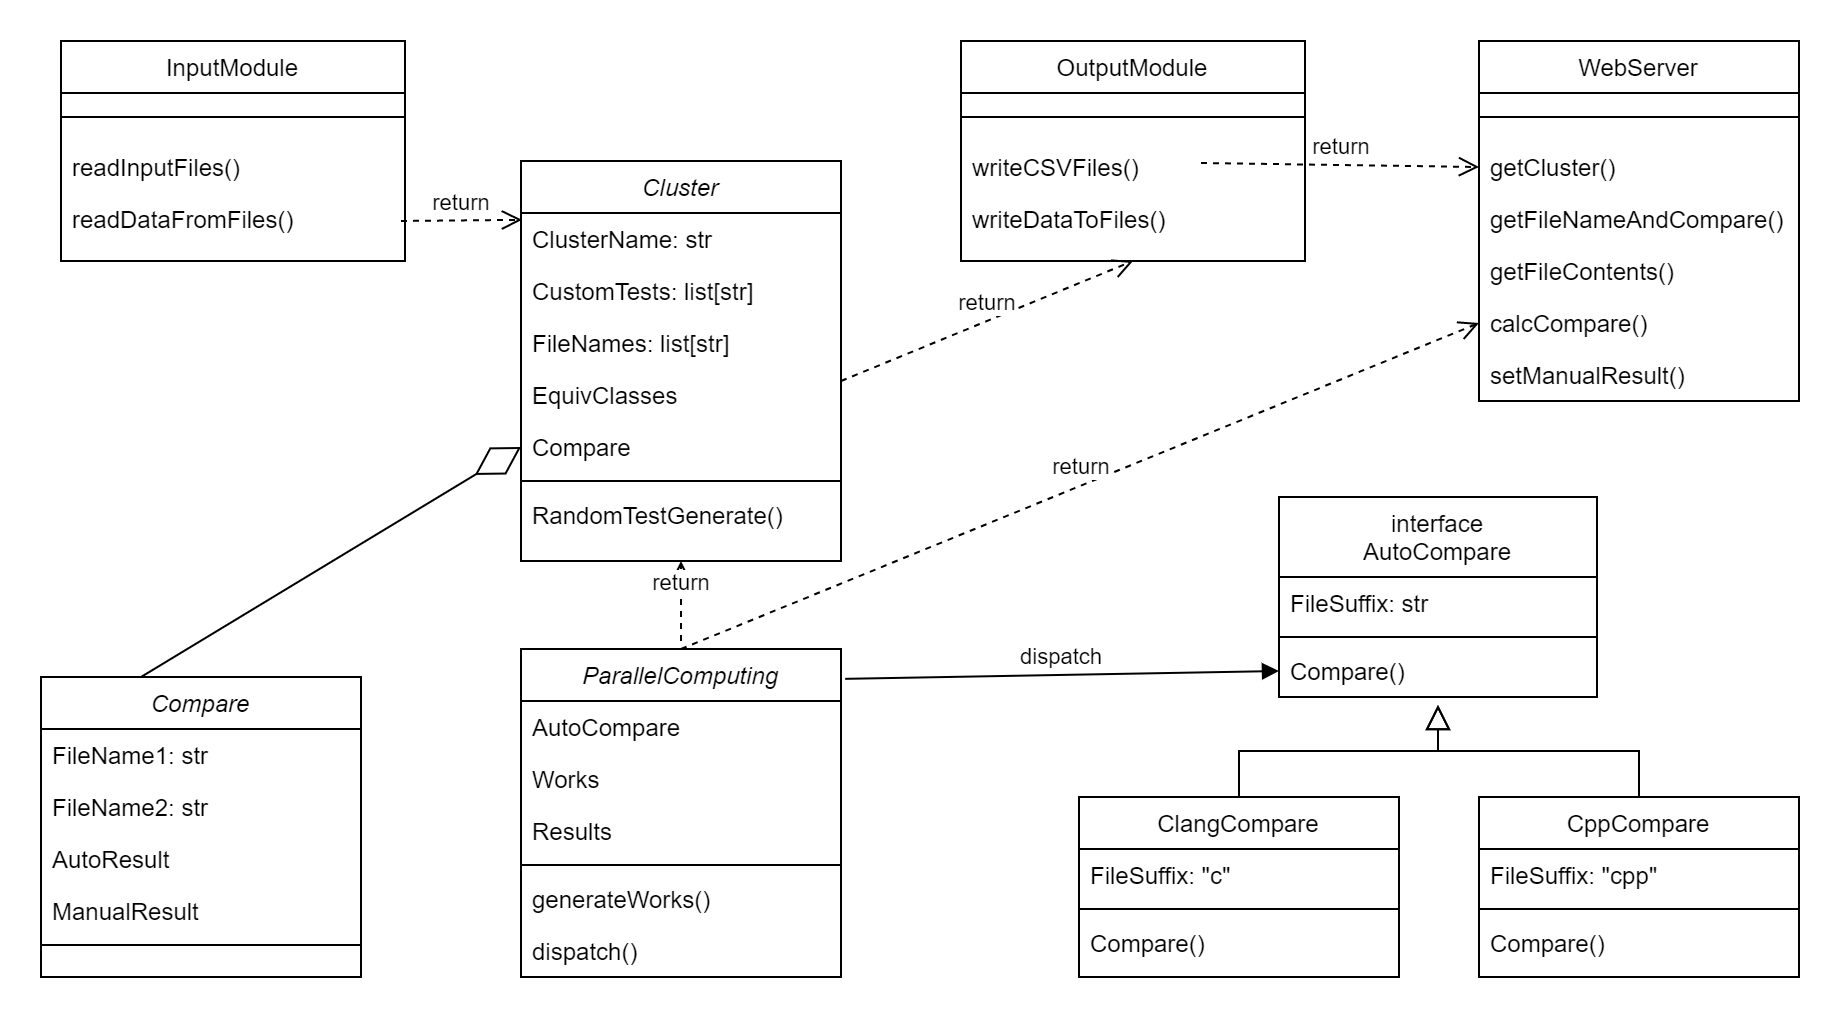 InputModule
readInputFiles()
readDataFromFiles()
return
Cluster
ClusterName: str
CustomTests: list[str]
FileNames: list[str]
EquivClasses
Compare
RandomTestGenerate()
return
OutputModule
writeCSVFiles()
writeDataToFiles()
return
WebServer
getCluster()
getFileNameAndCompare()
getFileContents()
calcCompare()
setManualResult()
return
return
Compare
FileName1: str
FileName2: str
AutoResult
ManualResult
ParallelComputing
AutoCompare
Works
Results
generateWorks()
dispatch()
dispatch
interface
AutoCompare
FileSuffix: str
Compare()
ClangCompare
FileSuffix: "c"
Compare()
CppCompare
FileSuffix: "cpp"
Compare()